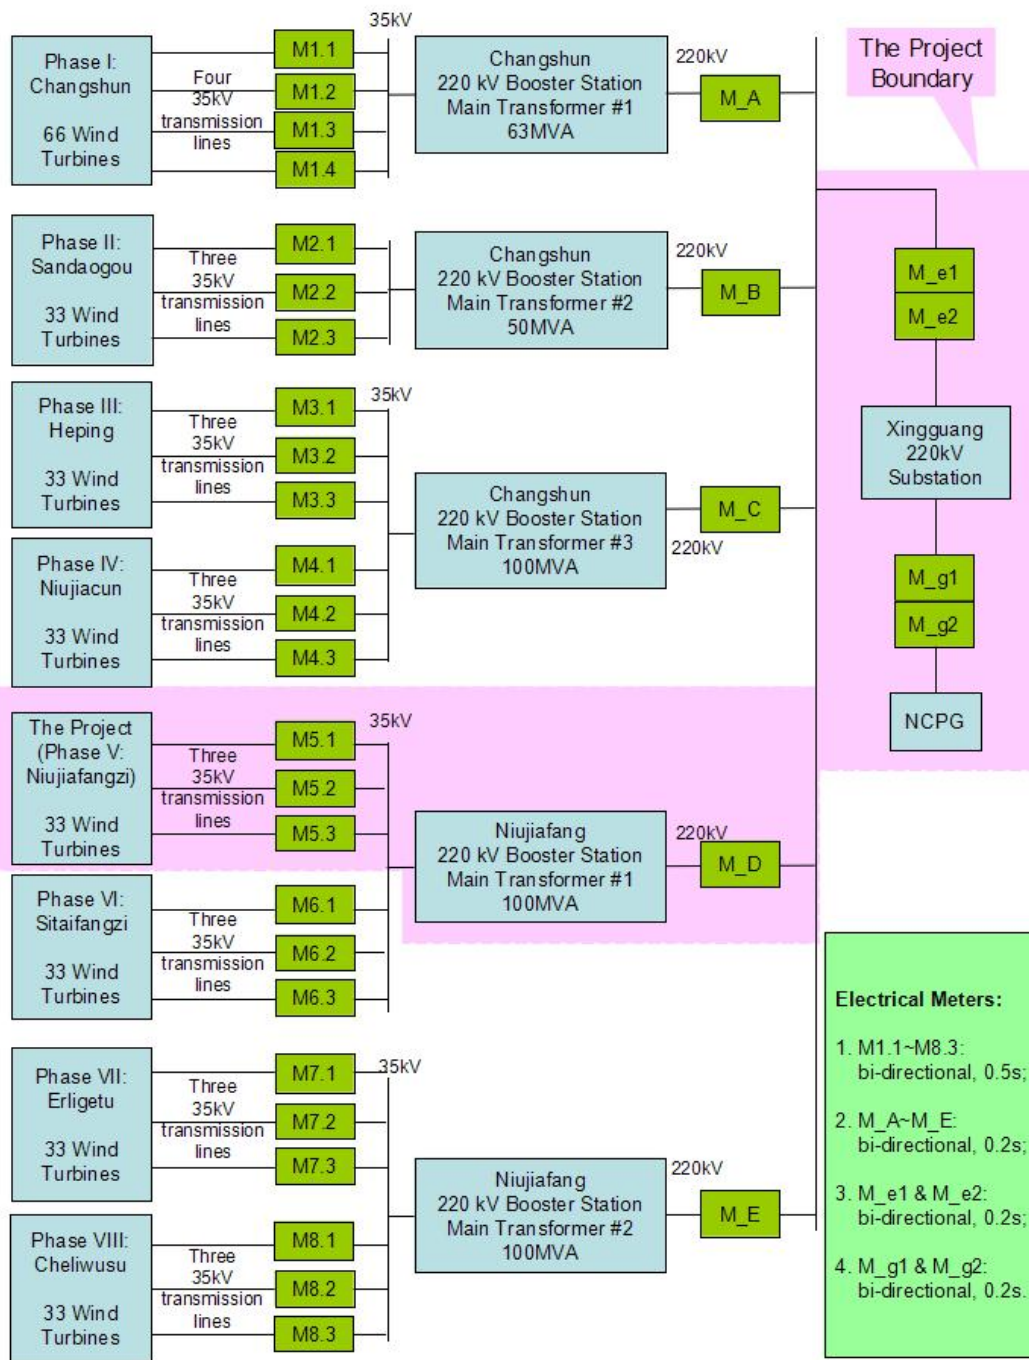 35kV
Phase I:
Changshun
66 Wind
Turbines
Four
35kV
transmission
lines
M1.1
M1.2
M1.3
M1.4
Changshun
220 kV Booster Station
Main Transformer #1
63MVA
220kV
M_A
The Project
Boundary
Phase II:
Sandaogou
33 Wind
Turbines
Three
35kV
transmission
lines
M2.1
M2.2
M2.3
Changshun
220 kV Booster Station
Main Transformer #2
50MVA
220kV
M_B
M_e1
M_e2
Xingguang
220kV
Substation
M_g1
M_g2
NCPG
Phase III:
Heping
33 Wind
Turbines
Three
35kV
transmission
lines
M3.1
M3.2
M3.3
35kV
Phase IV:
Niujiacun
33 Wind
Turbines
Three
35kV
transmission
lines
M4.1
M4.2
M4.3
Changshun
220 kV Booster Station
Main Transformer #3
100MVA
M_C
220kV
The Project
(Phase V:
Niujiafangzi)
33 Wind
Turbines
Three
35kV
transmission
lines
M5.1
M5.2
M5.3
35kV
Niujiafang
220 kV Booster Station
Main Transformer #1
100MVA
220kV
M_D
Phase VI:
Sitaifangzi
33 Wind
Turbines
Three
35kV
transmission
lines
M6.1
M6.2
M6.3
Phase VII:
Erligetu
33 Wind
Turbines
Three
35kV
transmission
lines
M7.1
M7.2
M7.3
35kV
Niujiafang
220 kV Booster Station
Main Transformer #2
100MVA
220kV
M_E
Phase VIII:
Cheliwusu
33 Wind
Turbines
Three
35kV
transmission
lines
M8.1
M8.2
M8.3
Electrical Meters:
1. M1.1~M8.3:
bi-directional, 0.5s;
2. M_A~M_E:
bi-directional, 0.2s;
3. M_e1 & M_e2:
bi-directional, 0.2s;
4. M_g1 & M_g2:
bi-directional, 0.2s.